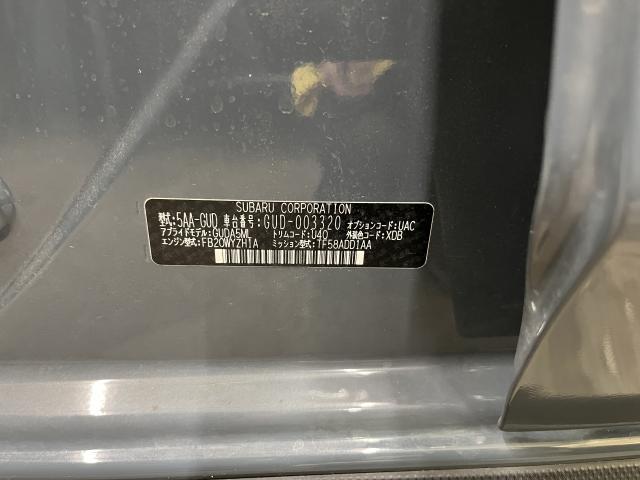 SUBARU CORPORATION
型式:5AA-GUD 車台番号:GUD-003320 オプションコード:UAC
アプライドモデル:GUDA5ML トリムコード:U40 外装色コード:XDB
エンジン型式:FB20WYZH1A ミッション型式:TF58ADD1AA